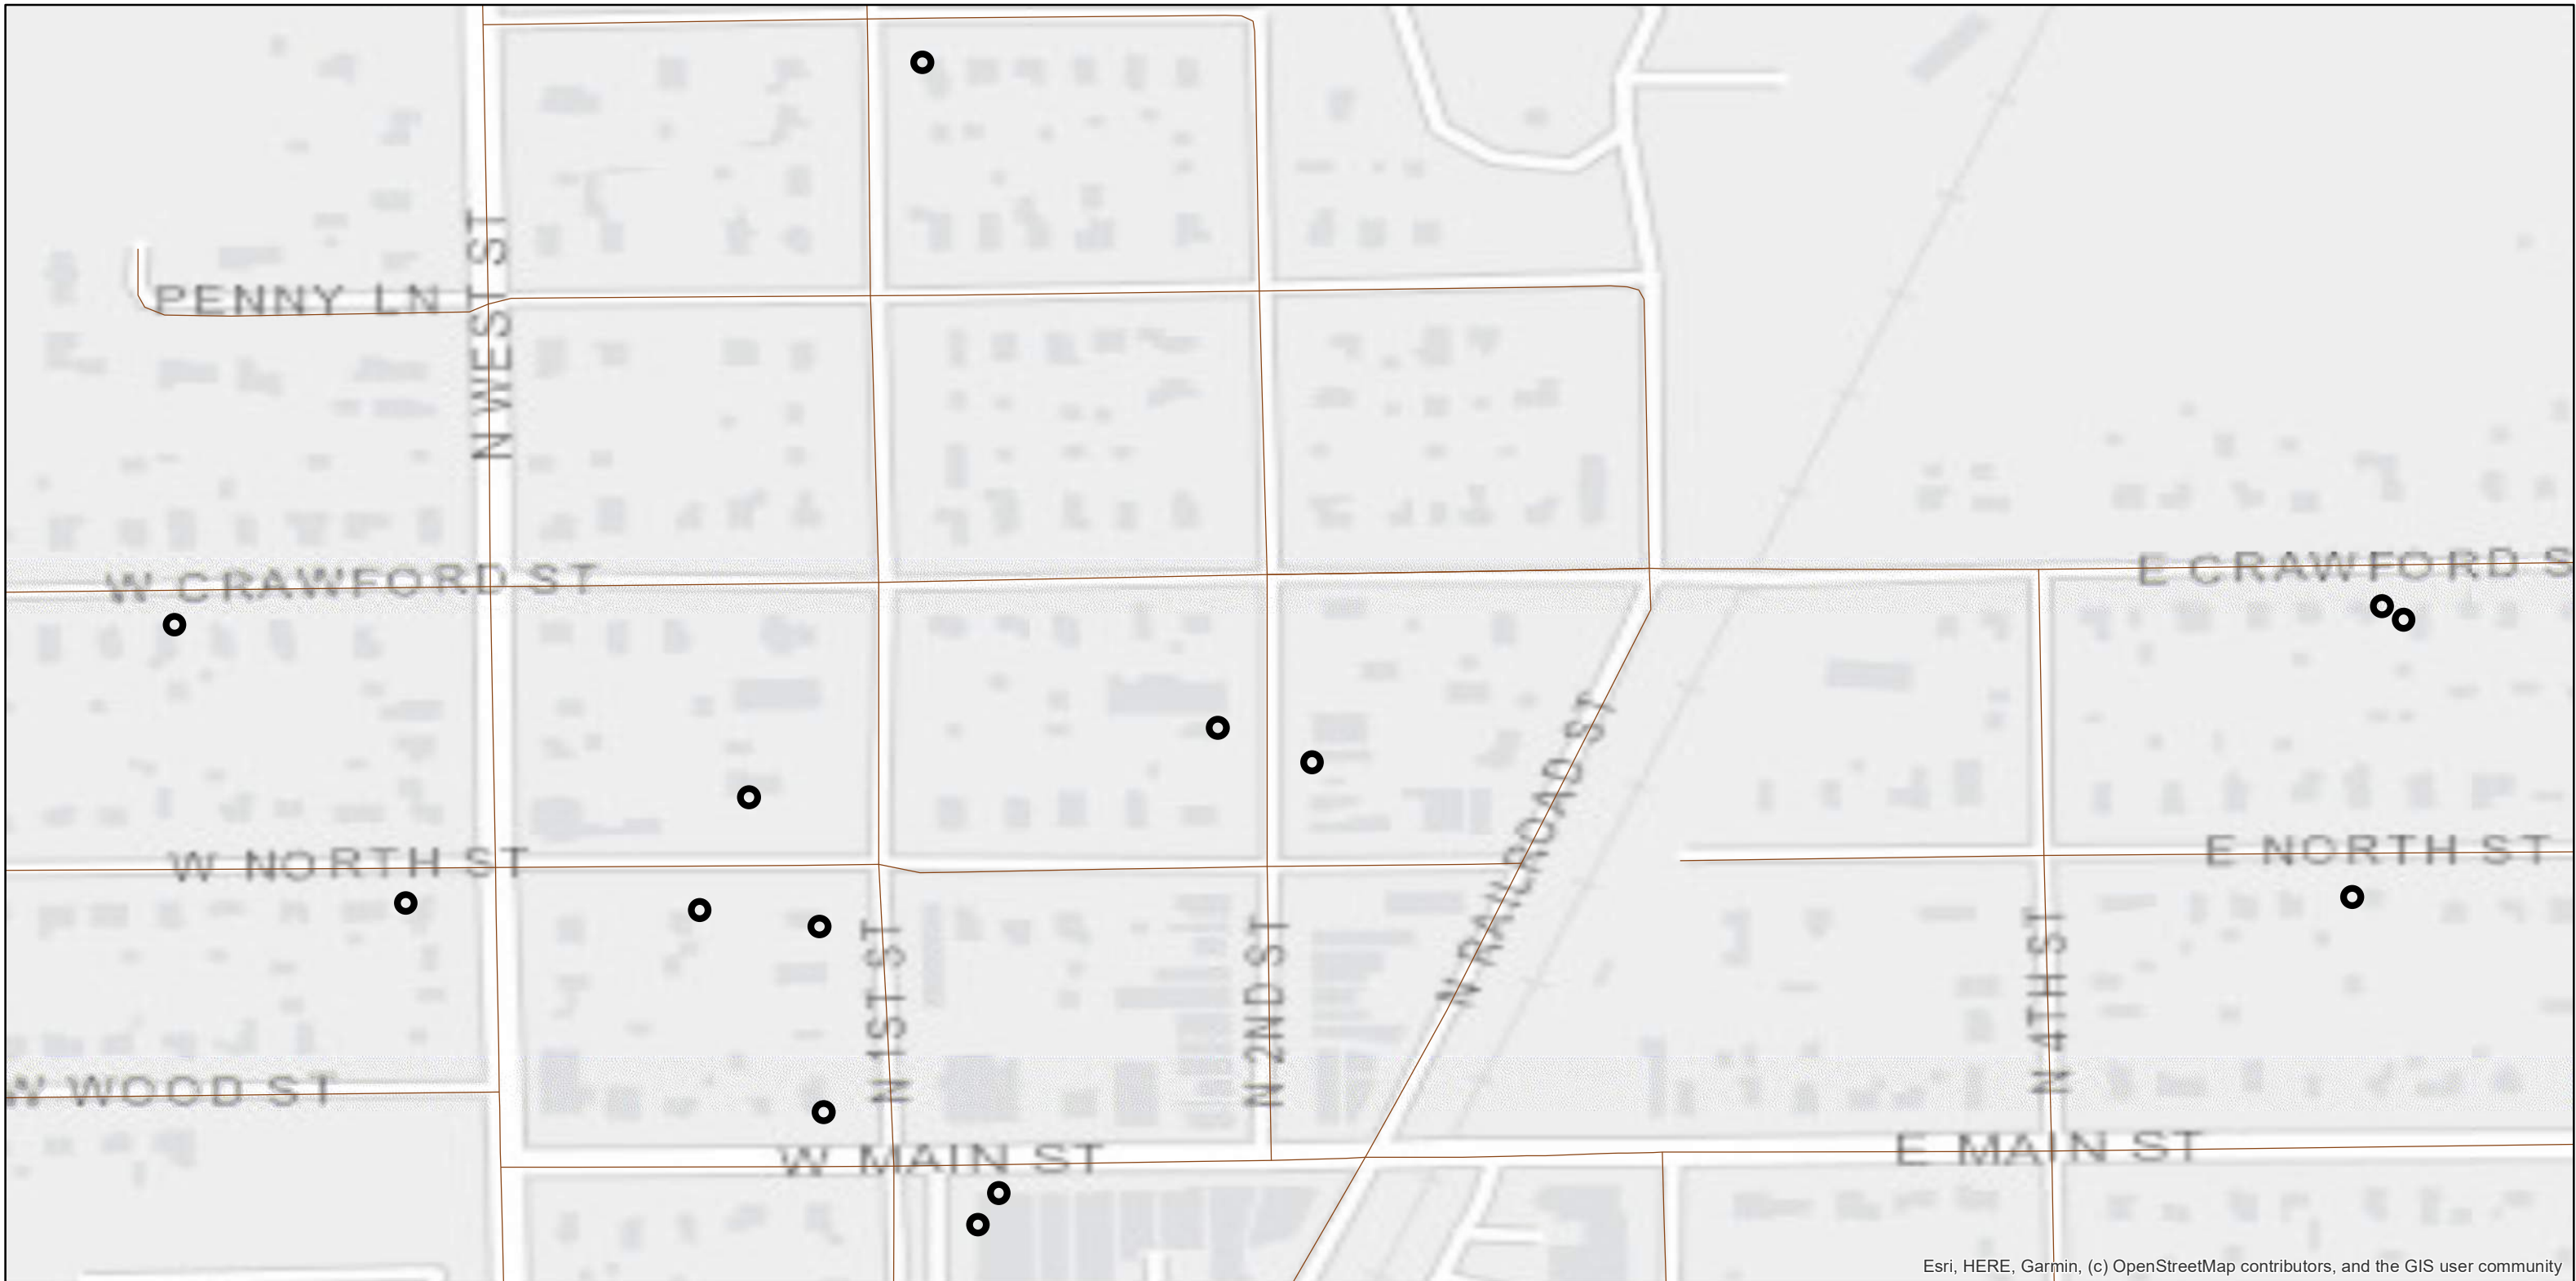 PENNY LN
N WEST ST
W CRAWFORD ST
E CRAWFORD S
N RAILROAD ST
W NORTH ST
E NORTH ST
N 1ST ST
N 2ND ST
N 4TH ST
W WOOD ST
W MAIN ST
E MAIN ST
Esri, HERE, Garmin, (c) OpenStreetMap contributors, and the GIS user community